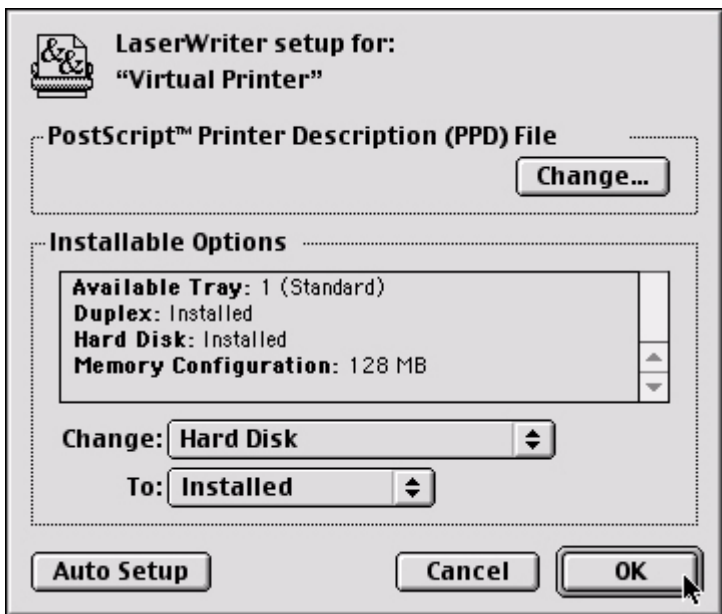 LaserWriter setup for:
“Virtual Printer”
PostScript™ Printer Description (PPD) File
Change...
Installable Options
Available Tray: 1 (Standard)
Duplex: Installed
Hard Disk: Installed
Memory Configuration: 128 MB
Change: Hard Disk
To: Installed
Auto Setup Cancel OK